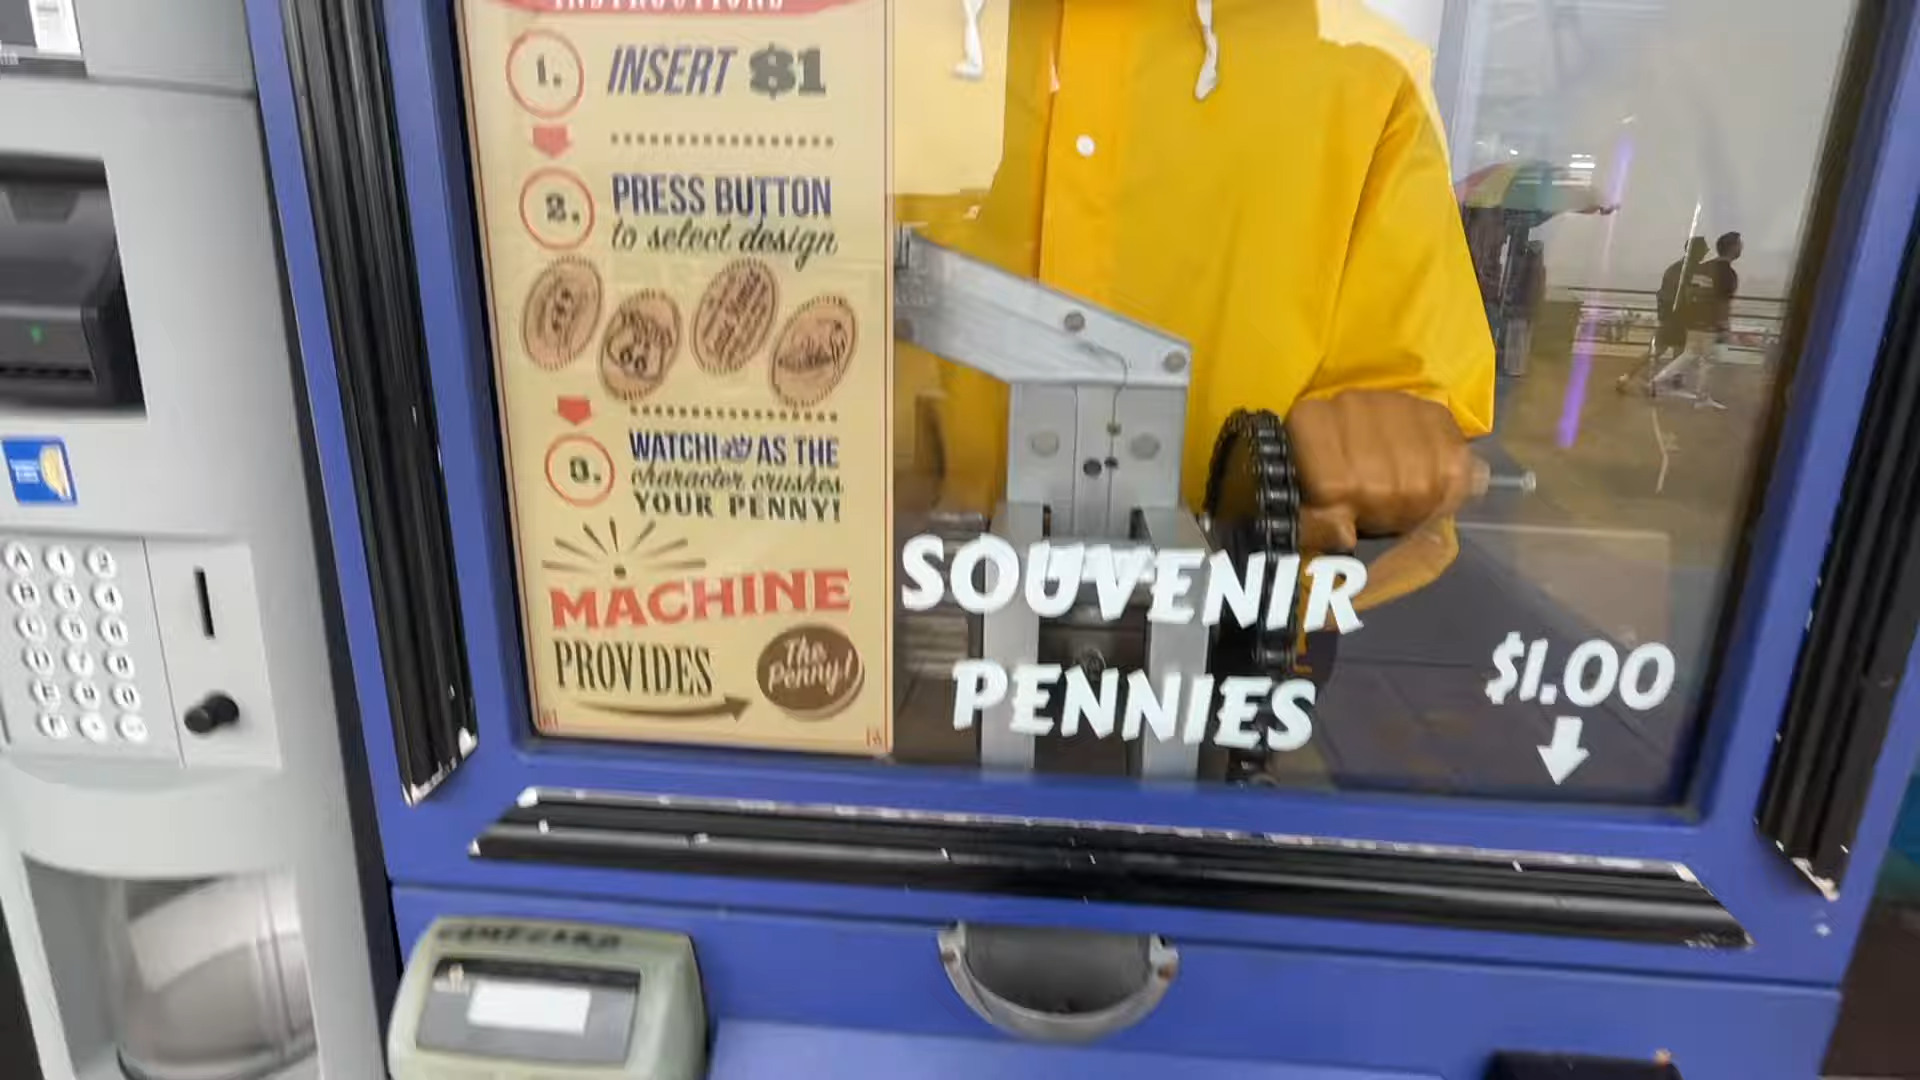 INSTRUCTIONS
1. INSERT $1
2. PRESS BUTTON
to select design
3. WATCH! AS THE
character crushes
YOUR PENNY!
MACHINE
PROVIDES
The
Penny!
SOUVENIR
PENNIES
$1.00